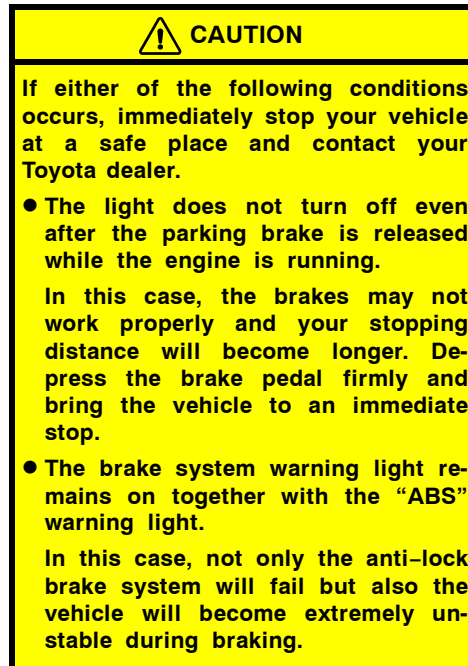 CAUTION
If either of the following conditions
occurs, immediately stop your vehicle
at a safe place and contact your
Toyota dealer.
● The light does not turn off even
after the parking brake is released
while the engine is running.
In this case, the brakes may not
work properly and your stopping
distance will become longer. De-
press the brake pedal firmly and
bring the vehicle to an immediate
stop.
● The brake system warning light re-
mains on together with the “ABS”
warning light.
In this case, not only the anti–lock
brake system will fail but also the
vehicle will become extremely un-
stable during braking.